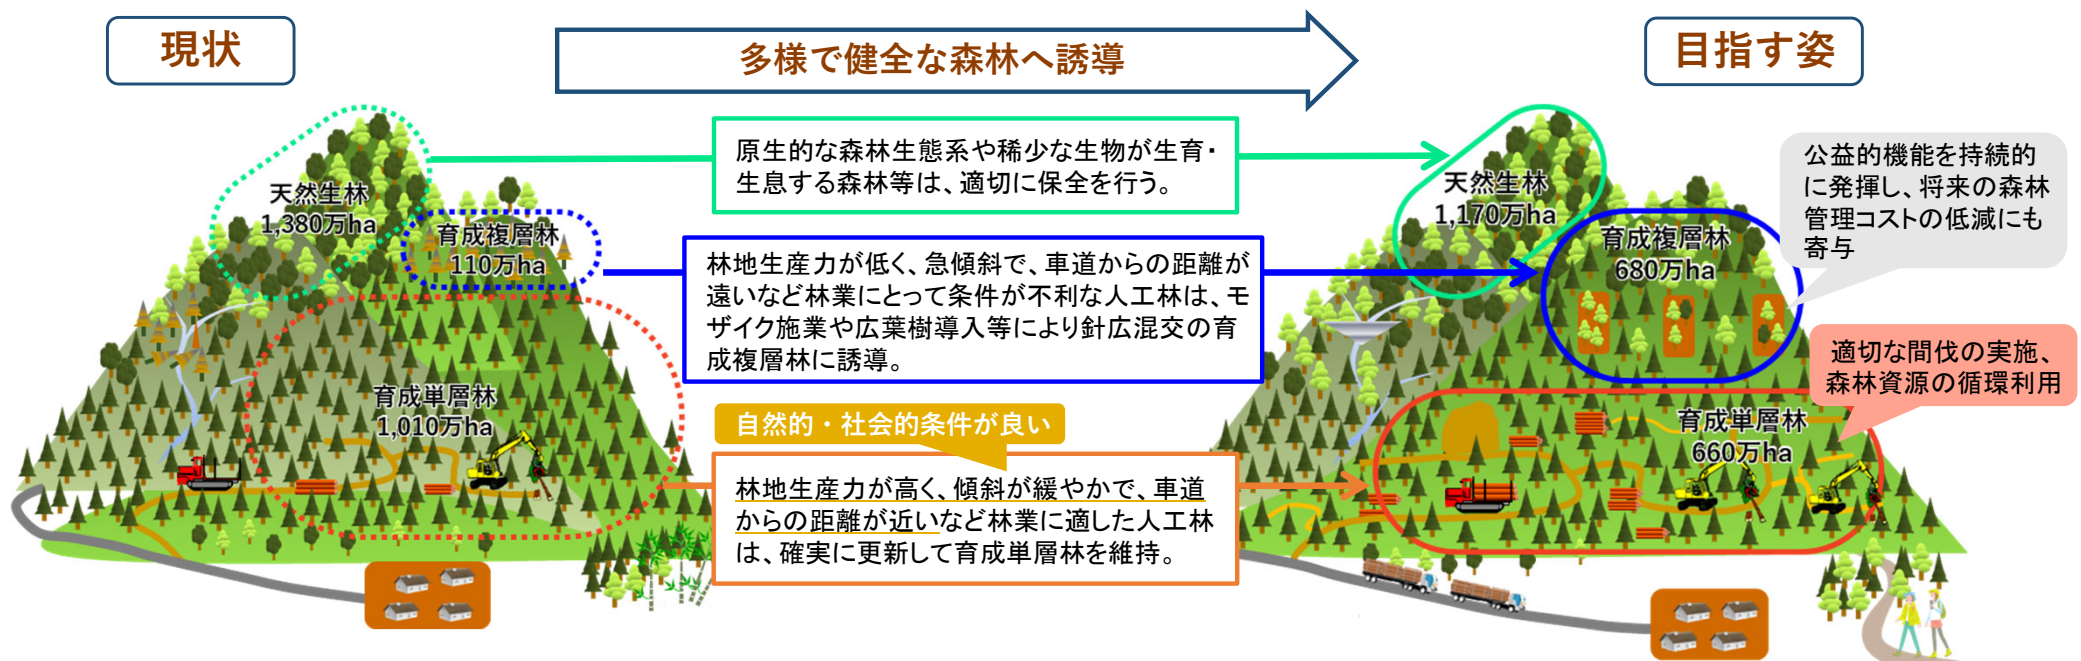 現状
多様で健全な森林へ誘導
目指す姿
天然生林
1,380万ha
育成複層林
110万ha
育成単層林
1,010万ha
原生的な森林生態系や稀少な生物が生育・
生息する森林等は、適切に保全を行う。
林地生産力が低く、急傾斜で、車道からの距離が
遠いなど林業にとって条件が不利な人工林は、モ
ザイク施業や広葉樹導入等により針広混交の育
成複層林に誘導。
自然的・社会的条件が良い
林地生産力が高く、傾斜が緩やかで、車道
からの距離が近いなど林業に適した人工林
は、確実に更新して育成単層林を維持。
天然生林
1,170万ha
育成複層林
680万ha
育成単層林
660万ha
公益的機能を持続的
に発揮し、将来の森林
管理コストの低減にも
寄与
適切な間伐の実施、
森林資源の循環利用